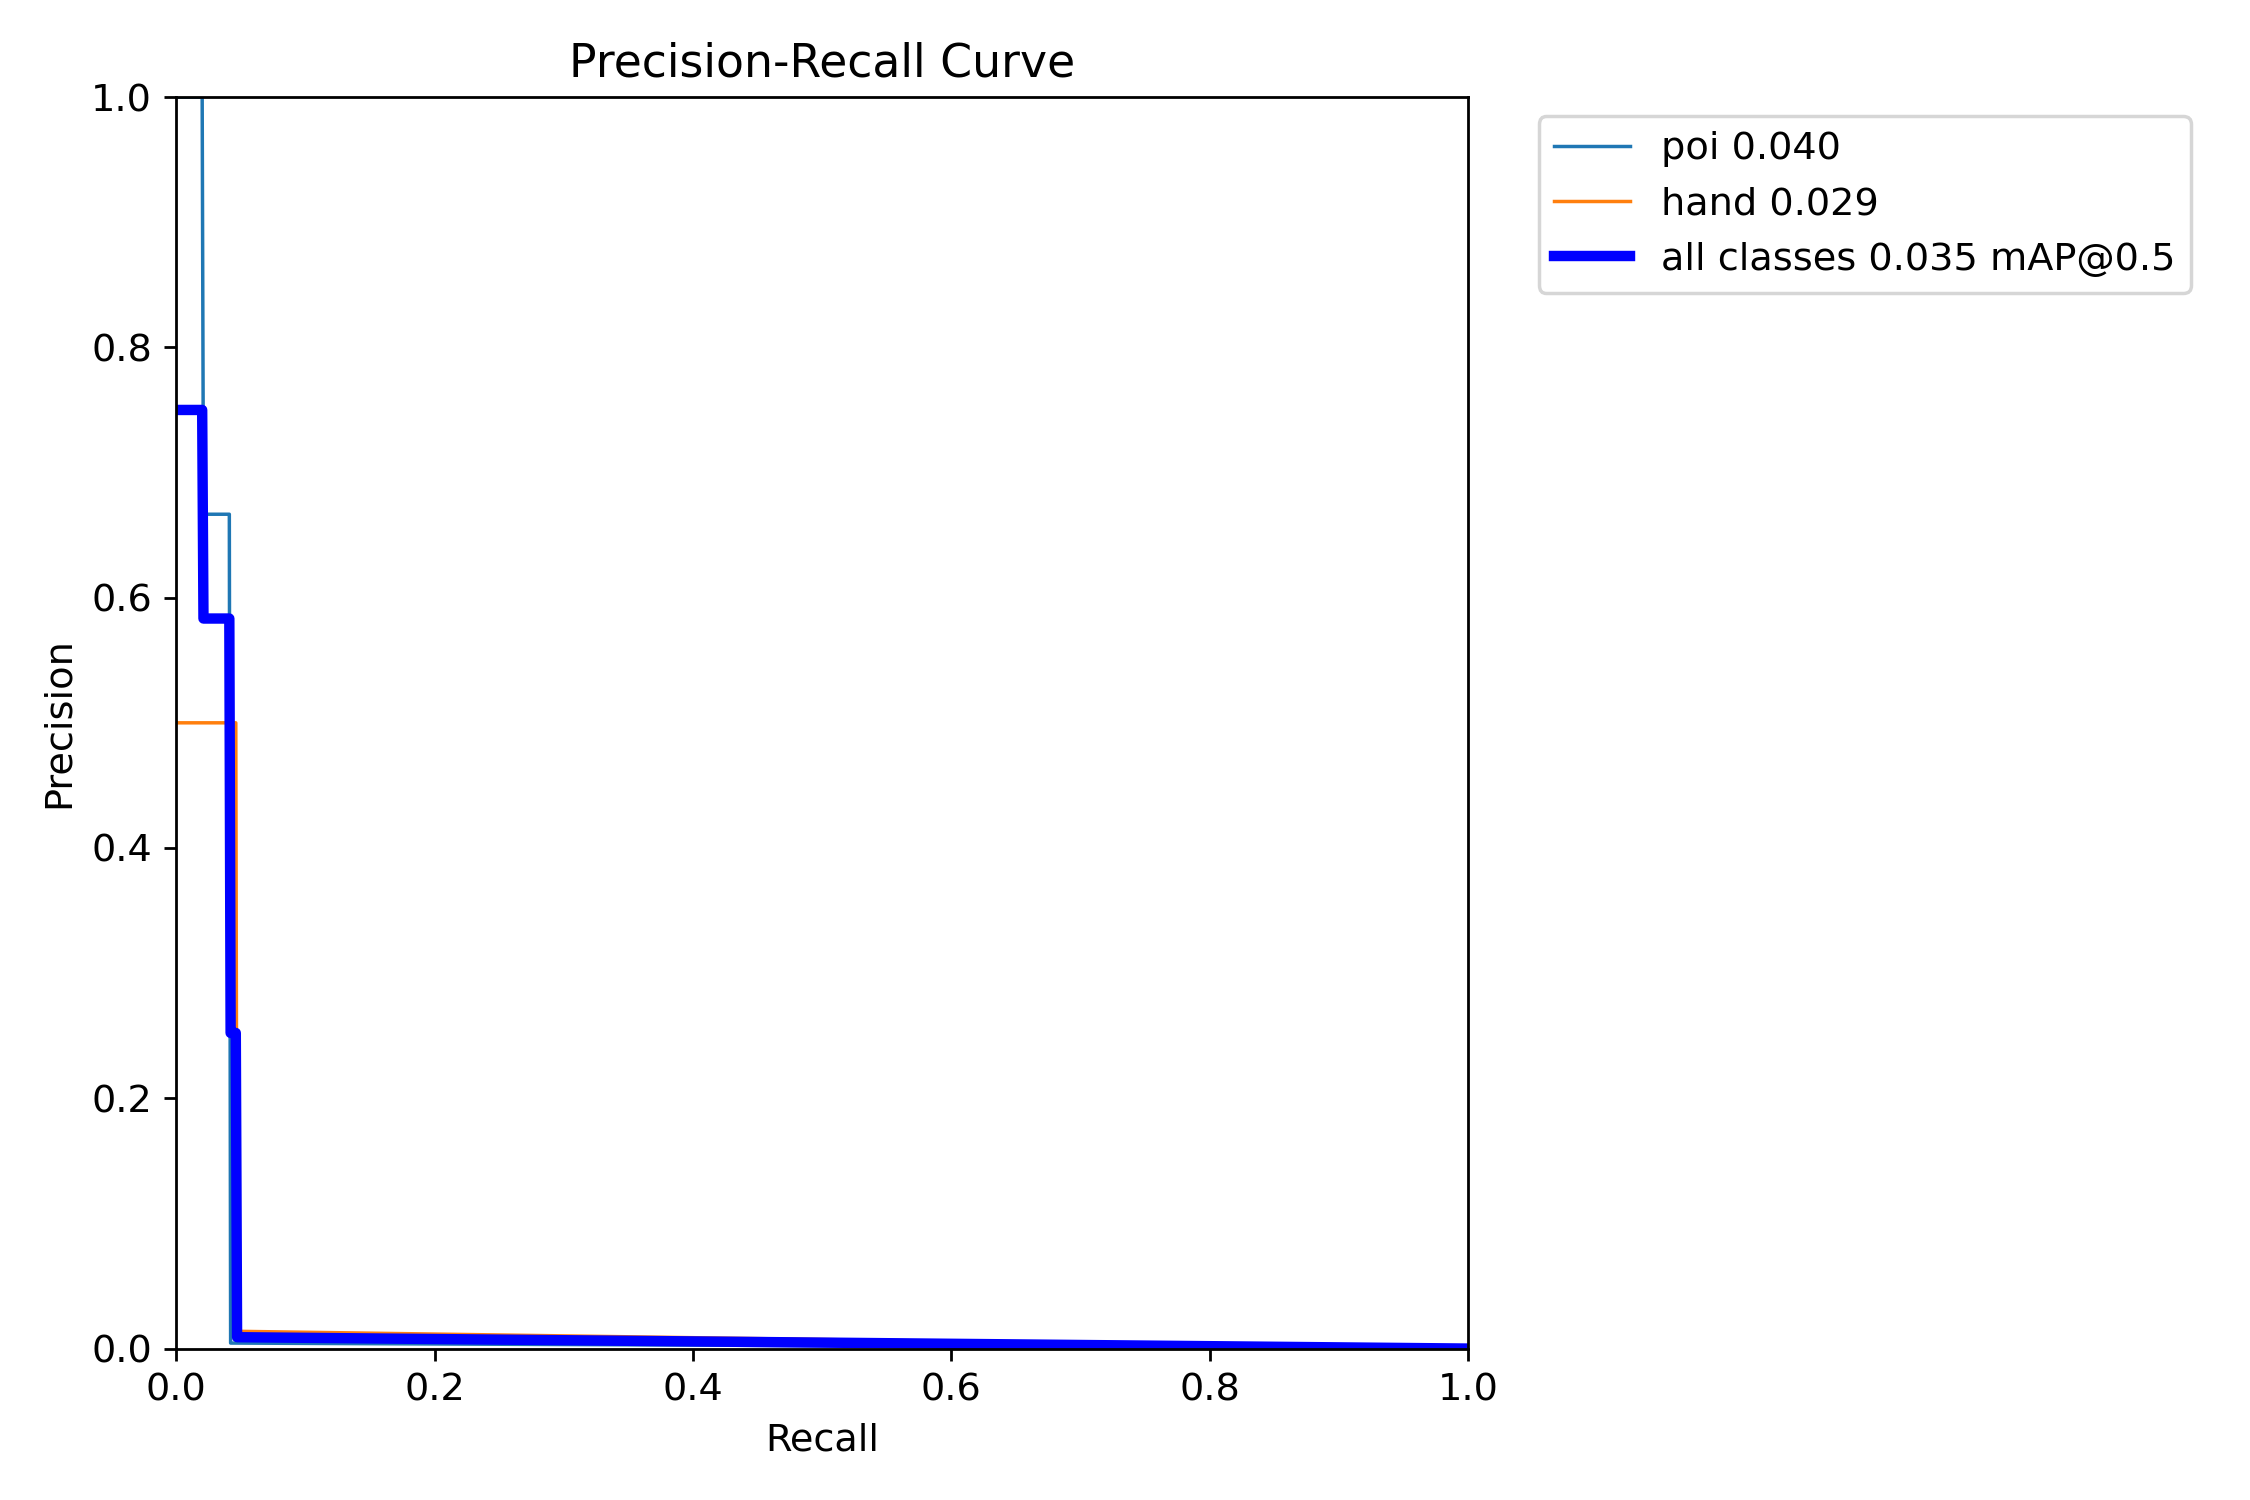 Precision-Recall Curve
1.0
0.8
0.6
0.4
0.2
0.0
Precision
0.0 0.2 0.4 0.6 0.8 1.0
Recall
poi 0.040
hand 0.029
all classes 0.035 mAP@0.5